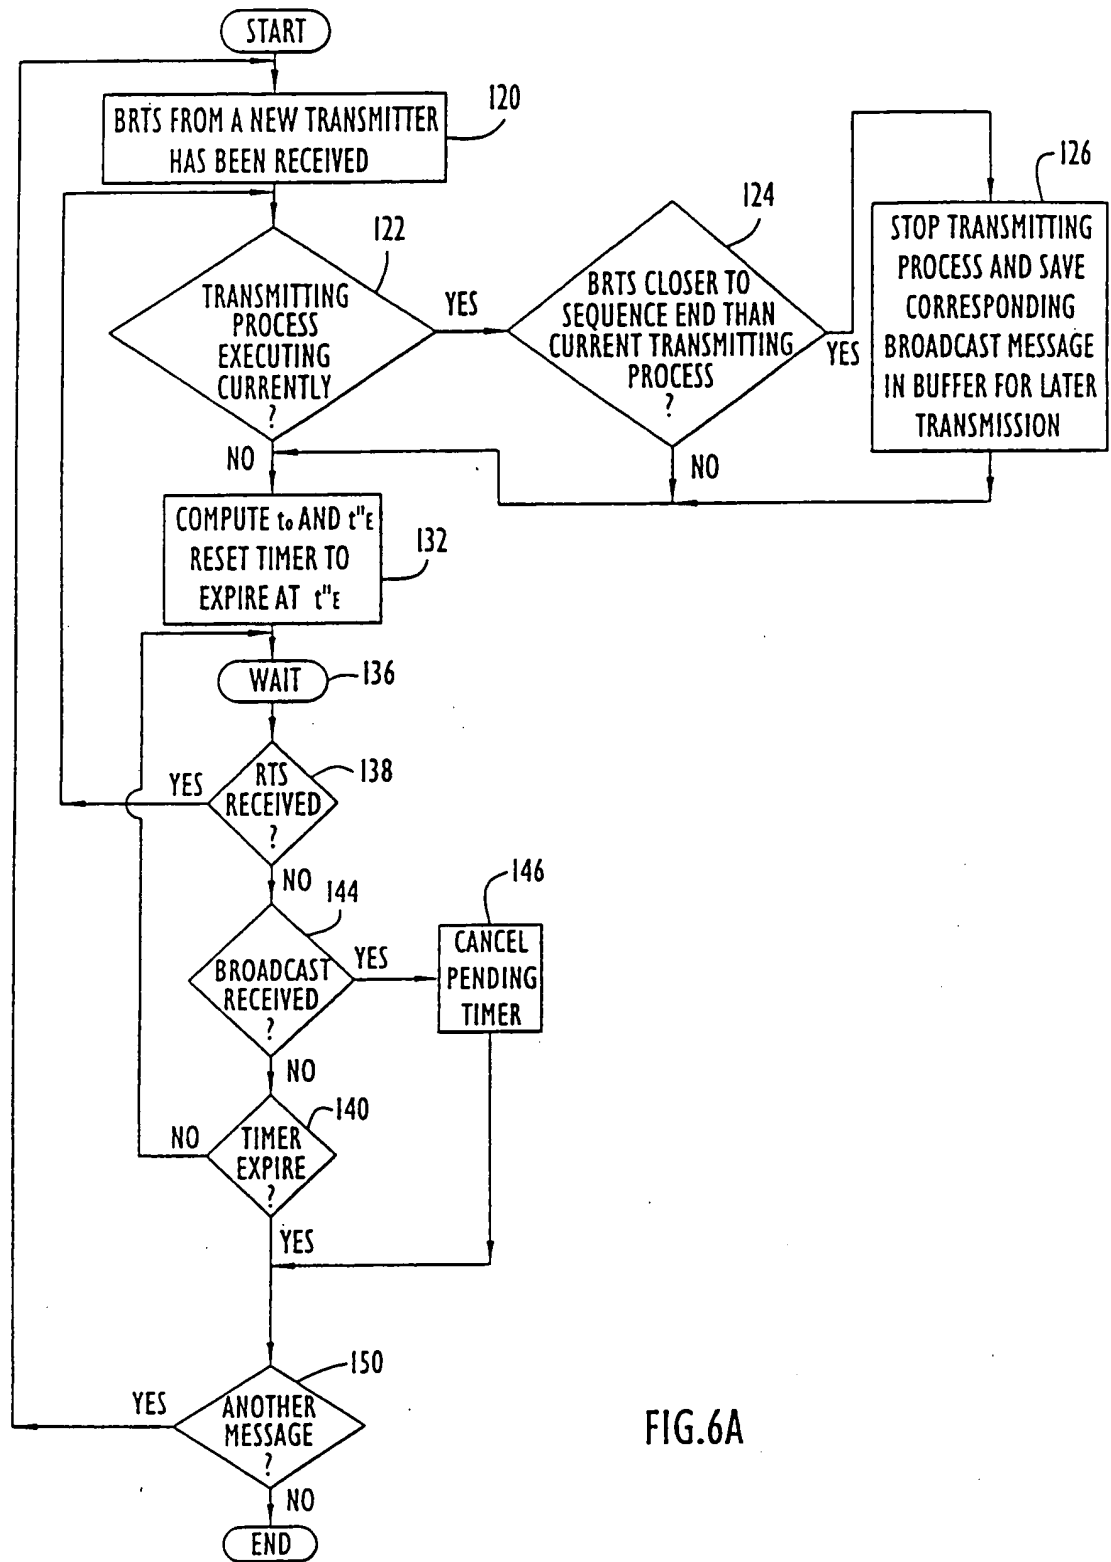 START
BRTS FROM A NEW TRANSMITTER
HAS BEEN RECEIVED
120
TRANSMITTING
PROCESS
EXECUTING
CURRENTLY
?
122
YES
NO
BRTS CLOSER TO
SEQUENCE END THAN
CURRENT TRANSMITTING
PROCESS
?
124
YES
NO
STOP TRANSMITTING
PROCESS AND SAVE
CORRESPONDING
BROADCAST MESSAGE
IN BUFFER FOR LATER
TRANSMISSION
126
COMPUTE t₀ AND t"E
RESET TIMER TO
EXPIRE AT t"E
132
WAIT
136
RTS
RECEIVED
?
138
YES
NO
BROADCAST
RECEIVED
?
144
YES
NO
CANCEL
PENDING
TIMER
146
TIMER
EXPIRE
?
140
NO
YES
ANOTHER
MESSAGE
?
150
YES
NO
END
FIG.6A